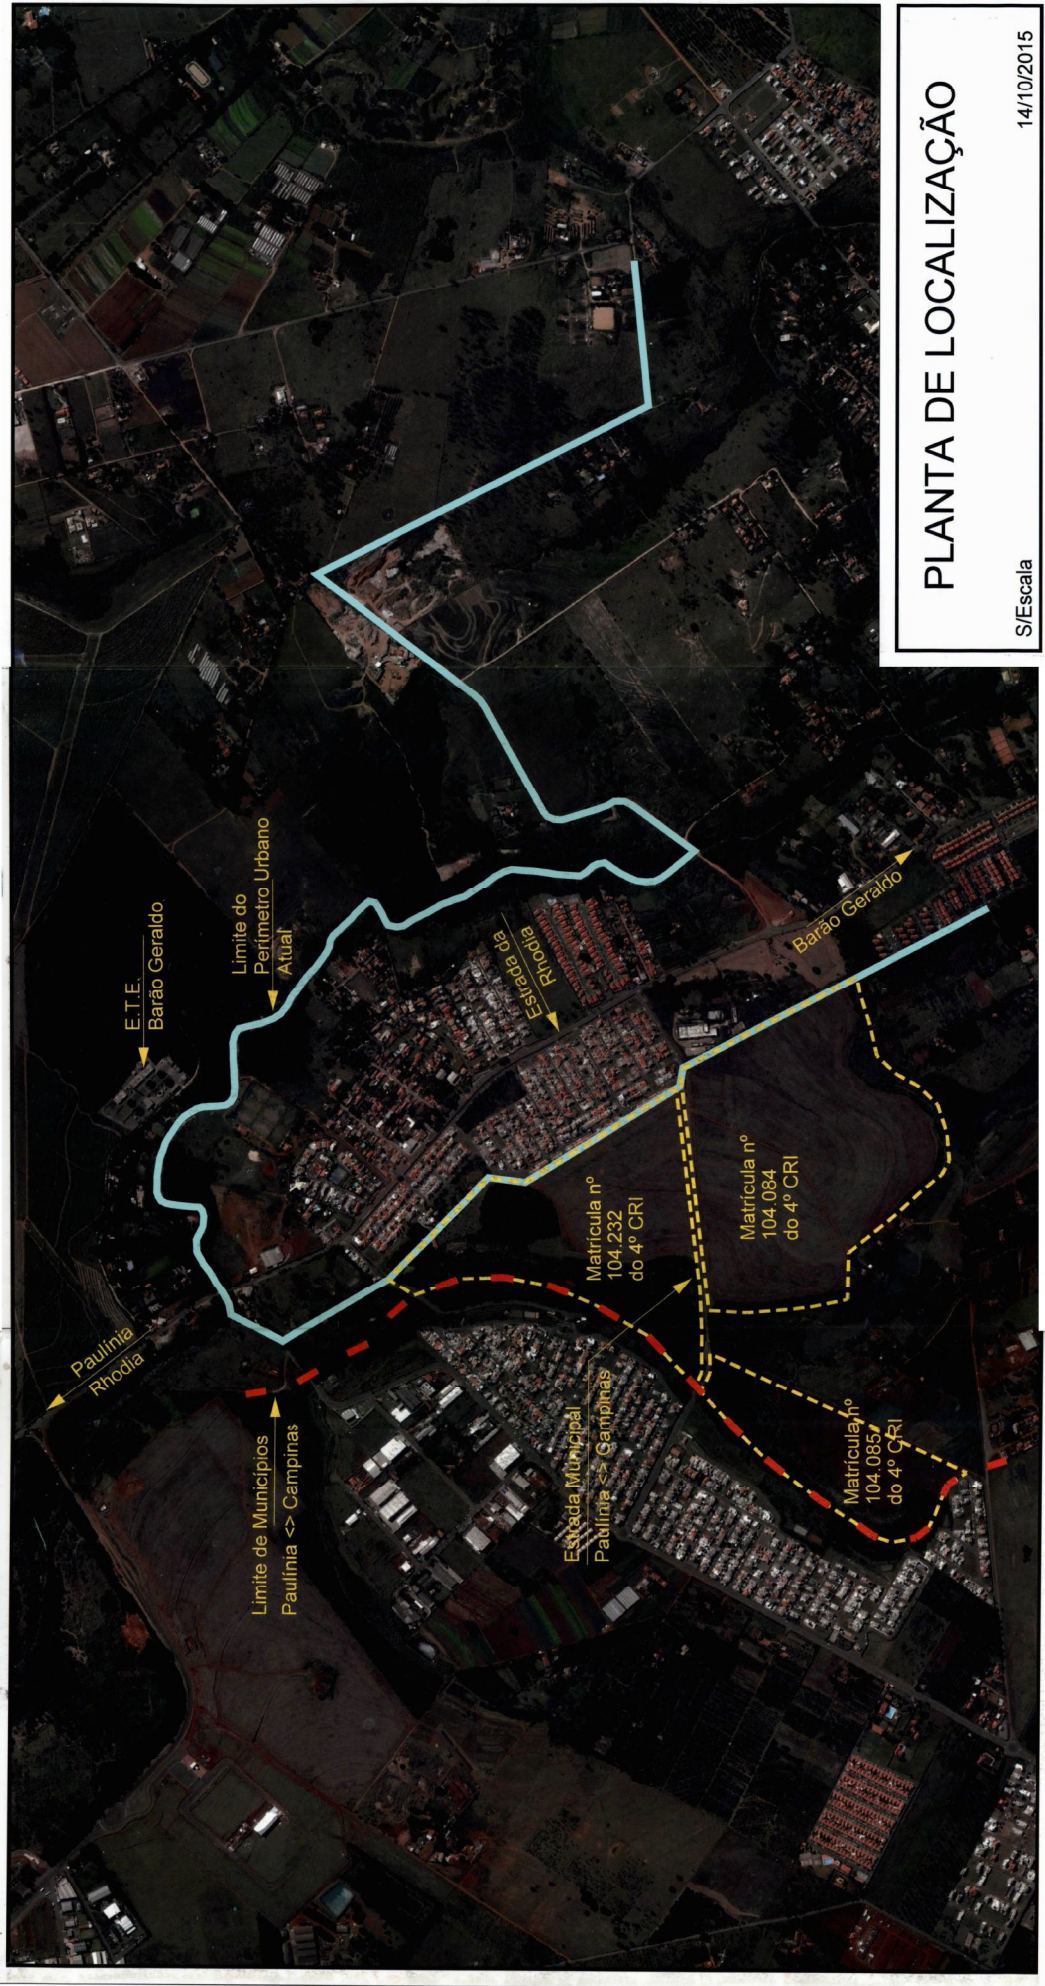 E.T.E.
Barão Geraldo
Limite do
Perímetro Urbano
Atual
Estrada da
Rhodia
Barão Geraldo
Paulínia
Rhodia
Limite de Municípios
Paulínia <> Campinas
Matrícula nº
104.232
do 4º CRI
Matrícula nº
104.084
do 4º CRI
Estrada Municipal
Paulínia <> Campinas
Matrícula nº
104.085
do 4º CRI
PLANTA DE LOCALIZAÇÃO
S/Escala
14/10/2015